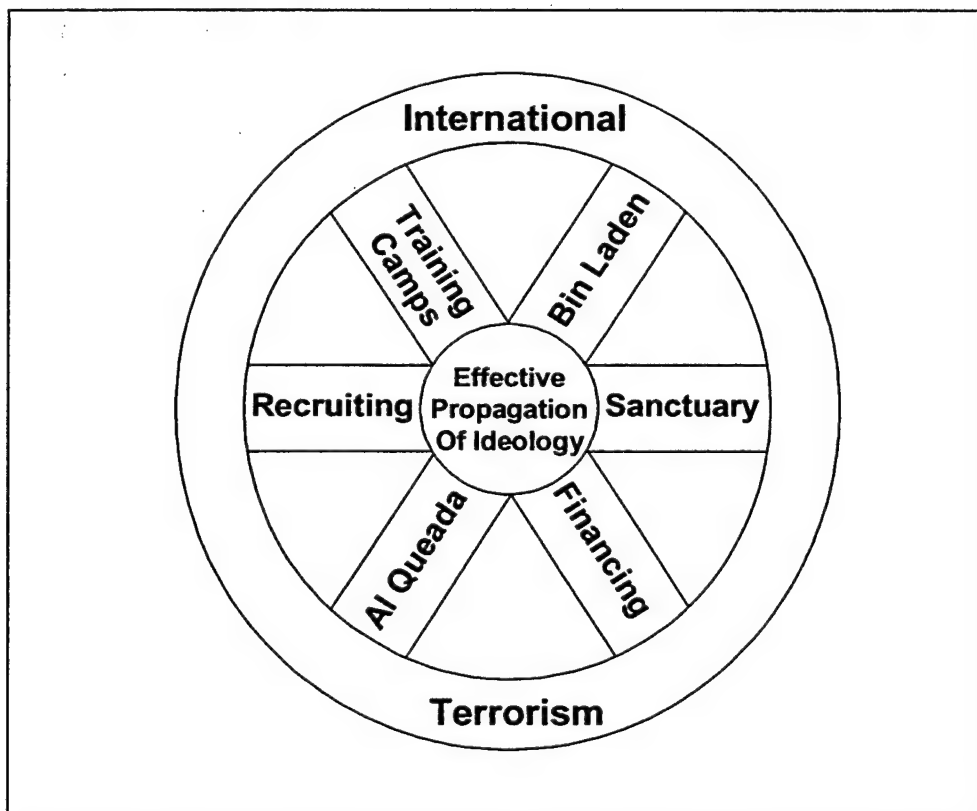 International
Training
Camps
Bin Laden
Recruiting
Effective
Propagation
Of Ideology
Sanctuary
Al Queada
Financing
Terrorism